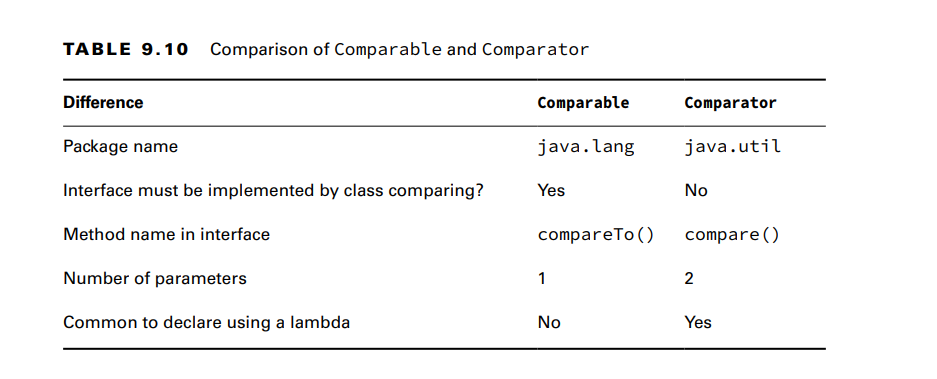 TABLE 9.10 Comparison of Comparable and Comparator
Difference Comparable Comparator
Package name java.lang java.util
Interface must be implemented by class comparing? Yes No
Method name in interface compareTo() compare()
Number of parameters 1 2
Common to declare using a lambda No Yes